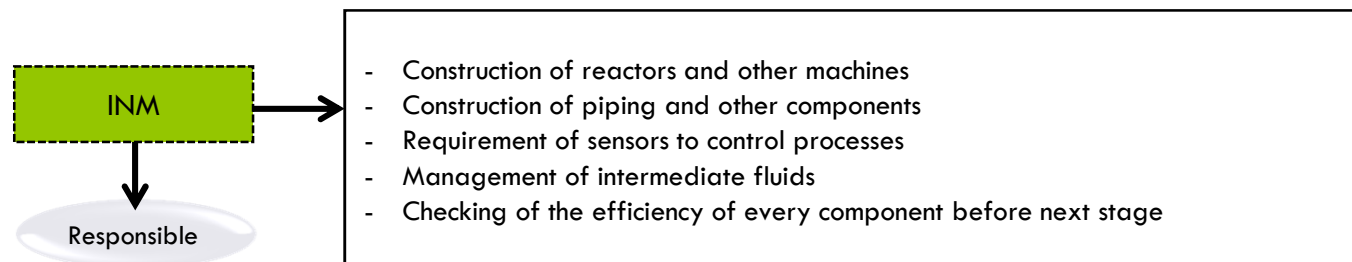 INM
Responsible
- Construction of reactors and other machines
- Construction of piping and other components
- Requirement of sensors to control processes
- Management of intermediate fluids
- Checking of the efficiency of every component before next stage